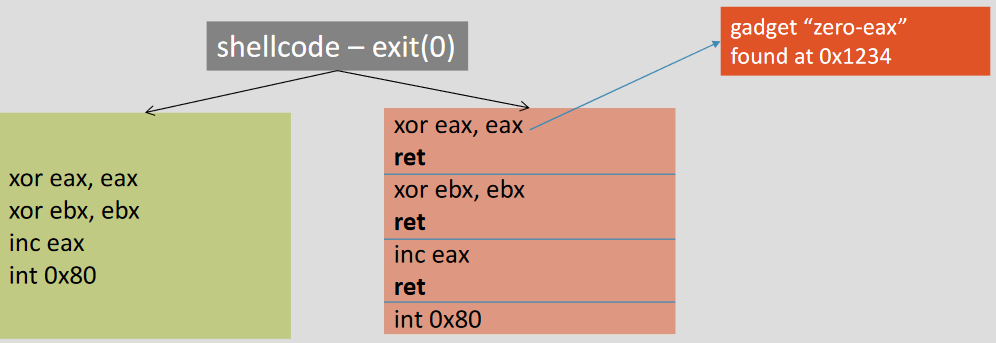 shellcode – exit(0)
gadget “zero-eax”
found at 0x1234
xor eax, eax
xor ebx, ebx
inc eax
int 0x80
xor eax, eax
ret
xor ebx, ebx
ret
inc eax
ret
int 0x80